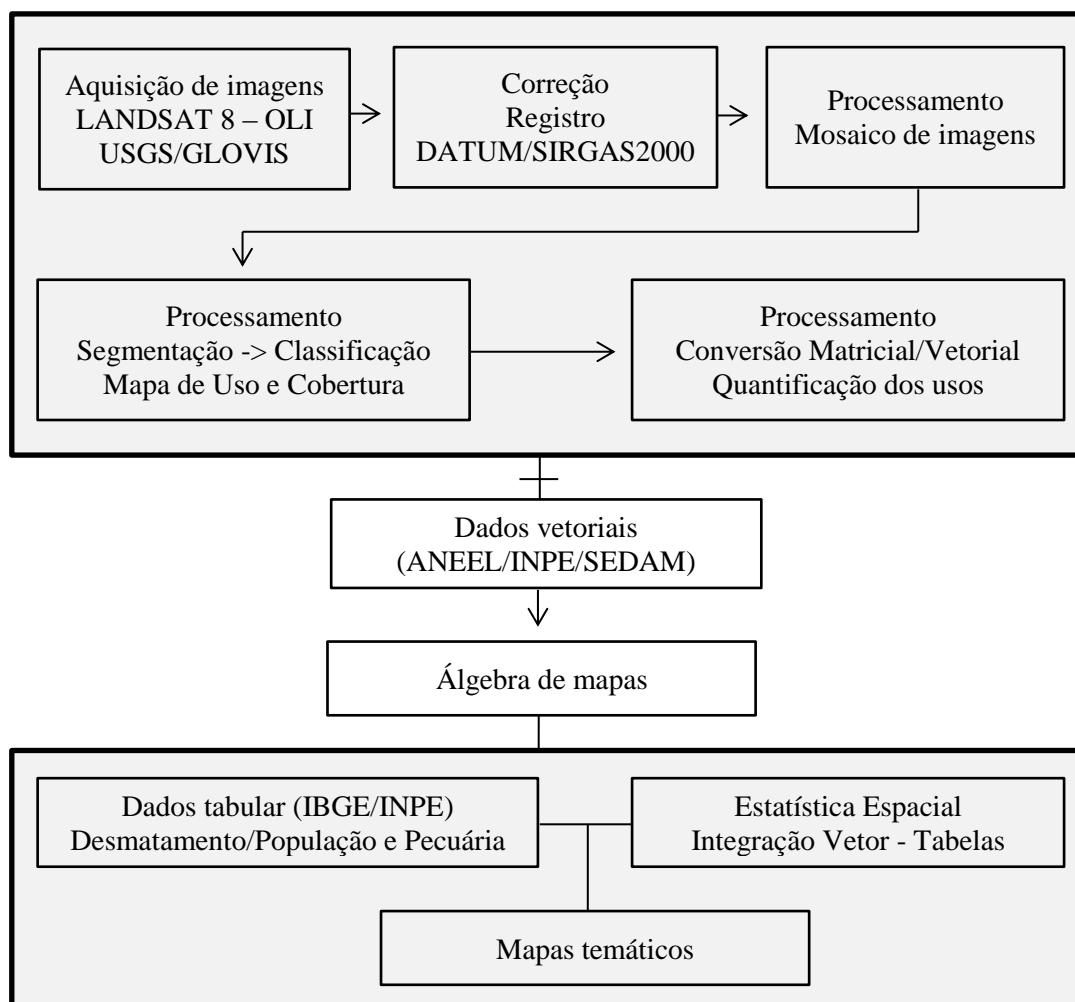 Aquisição de imagens
LANDSAT 8 – OLI
USGS/GLOVIS
Correção
Registro
DATUM/SIRGAS2000
Processamento
Mosaico de imagens
Processamento
Segmentação -> Classificação
Mapa de Uso e Cobertura
Processamento
Conversão Matricial/Vetorial
Quantificação dos usos
Dados vetoriais
(ANEEL/INPE/SEDAM)
Álgebra de mapas
Dados tabular (IBGE/INPE)
Desmatamento/População e Pecuária
Estatística Espacial
Integração Vetor - Tabelas
Mapas temáticos